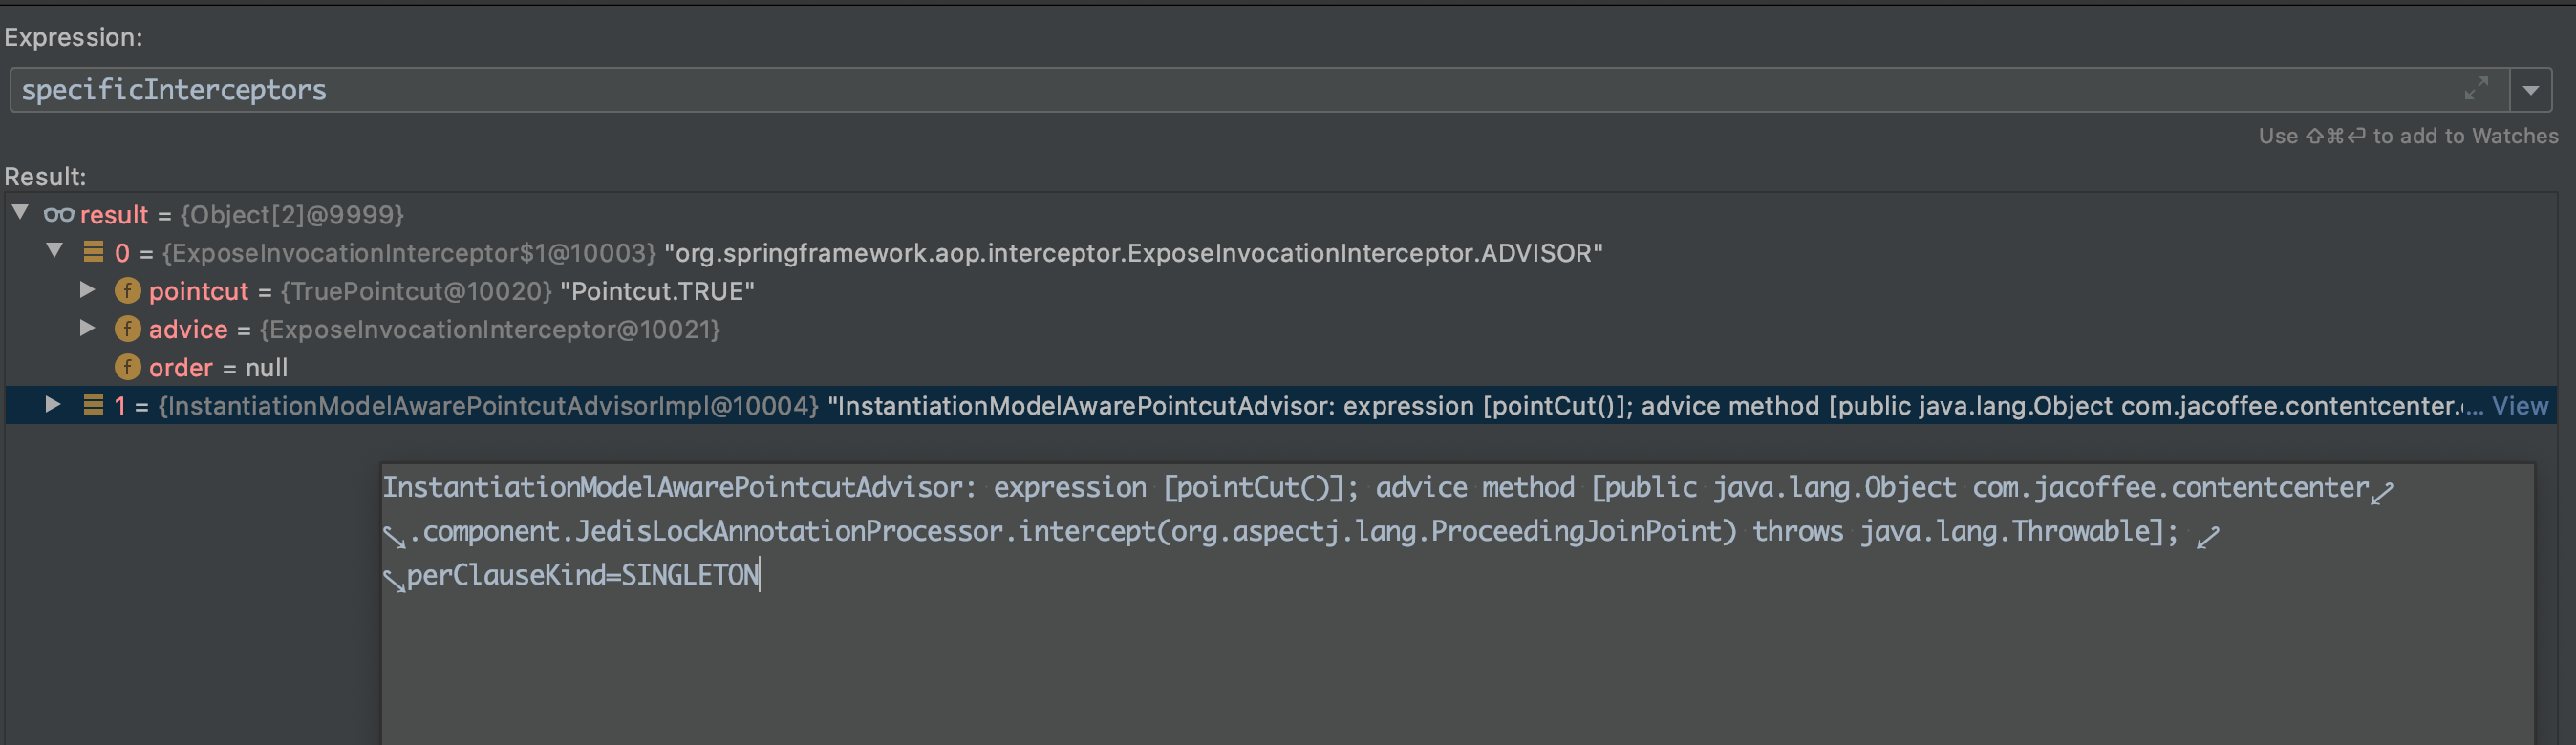 Expression:
specificInterceptors
Use ⇧⌘⏎ to add to Watches
Result:
result = {Object[2]@9999}
0 = {ExposeInvocationInterceptor$1@10003} "org.springframework.aop.interceptor.ExposeInvocationInterceptor.ADVISOR"
f pointcut = {TruePointcut@10020} "Pointcut.TRUE"
f advice = {ExposeInvocationInterceptor@10021}
f order = null
1 = {InstantiationModelAwarePointcutAdvisorImpl@10004} "InstantiationModelAwarePointcutAdvisor: expression [pointCut()]; advice method [public java.lang.Object com.jacoffee.contentcenter.(... View
InstantiationModelAwarePointcutAdvisor: expression [pointCut()]; advice method [public java.lang.Object com.jacoffee.contentcenter
.component.JedisLockAnnotationProcessor.intercept(org.aspectj.lang.ProceedingJoinPoint) throws java.lang.Throwable];
perClauseKind=SINGLETON